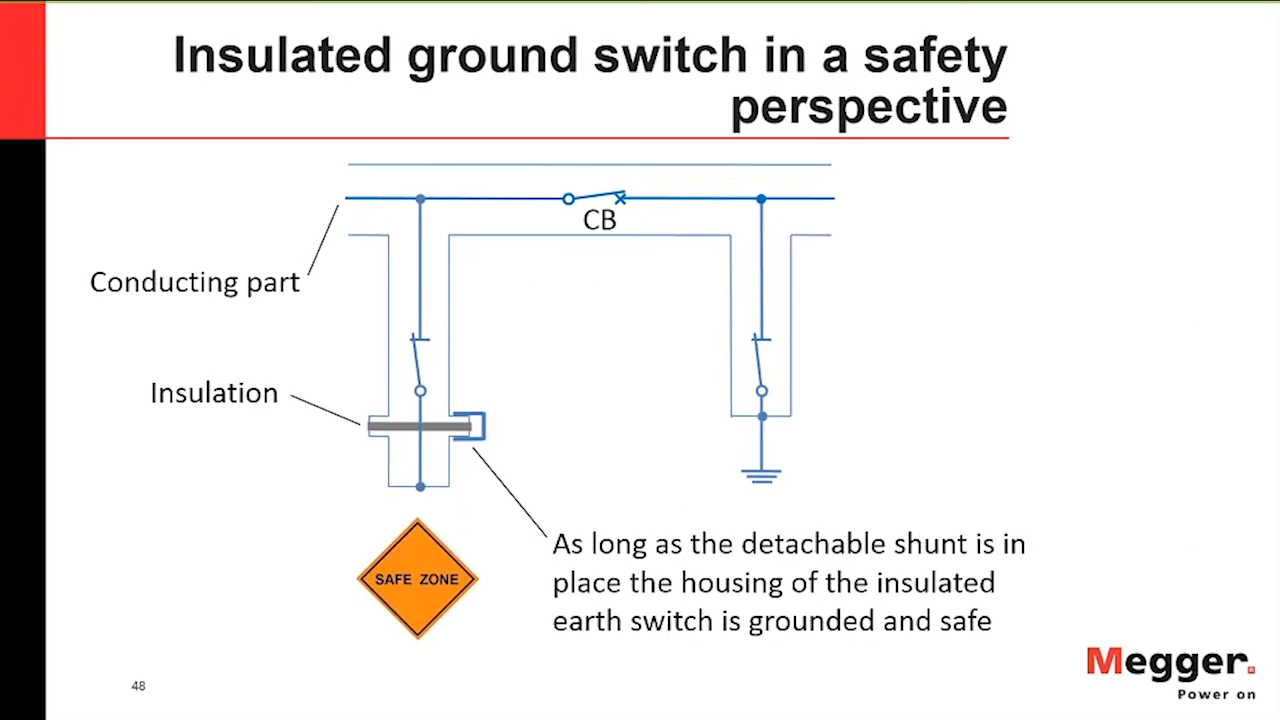 Insulated ground switch in a safety
perspective
CB
Conducting part
Insulation
SAFE ZONE
As long as the detachable shunt is in
place the housing of the insulated
earth switch is grounded and safe
48
Megger
Power on